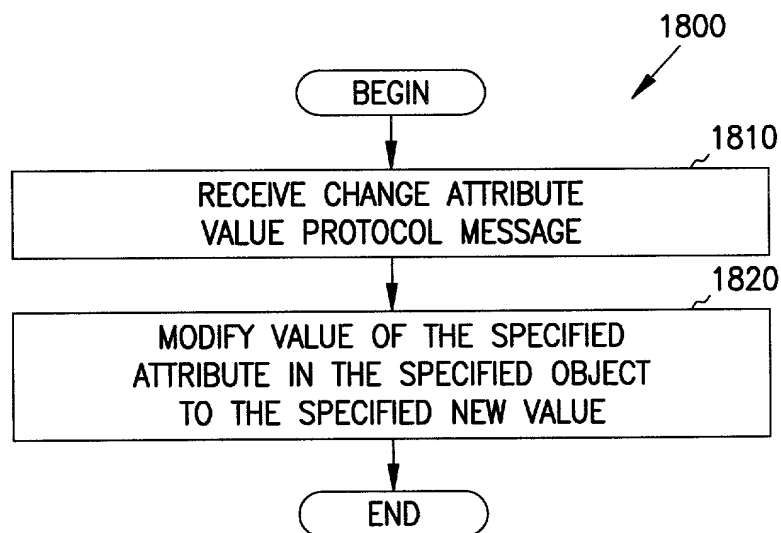 1800
BEGIN
1810
RECEIVE CHANGE ATTRIBUTE
VALUE PROTOCOL MESSAGE
1820
MODIFY VALUE OF THE SPECIFIED
ATTRIBUTE IN THE SPECIFIED OBJECT
TO THE SPECIFIED NEW VALUE
END